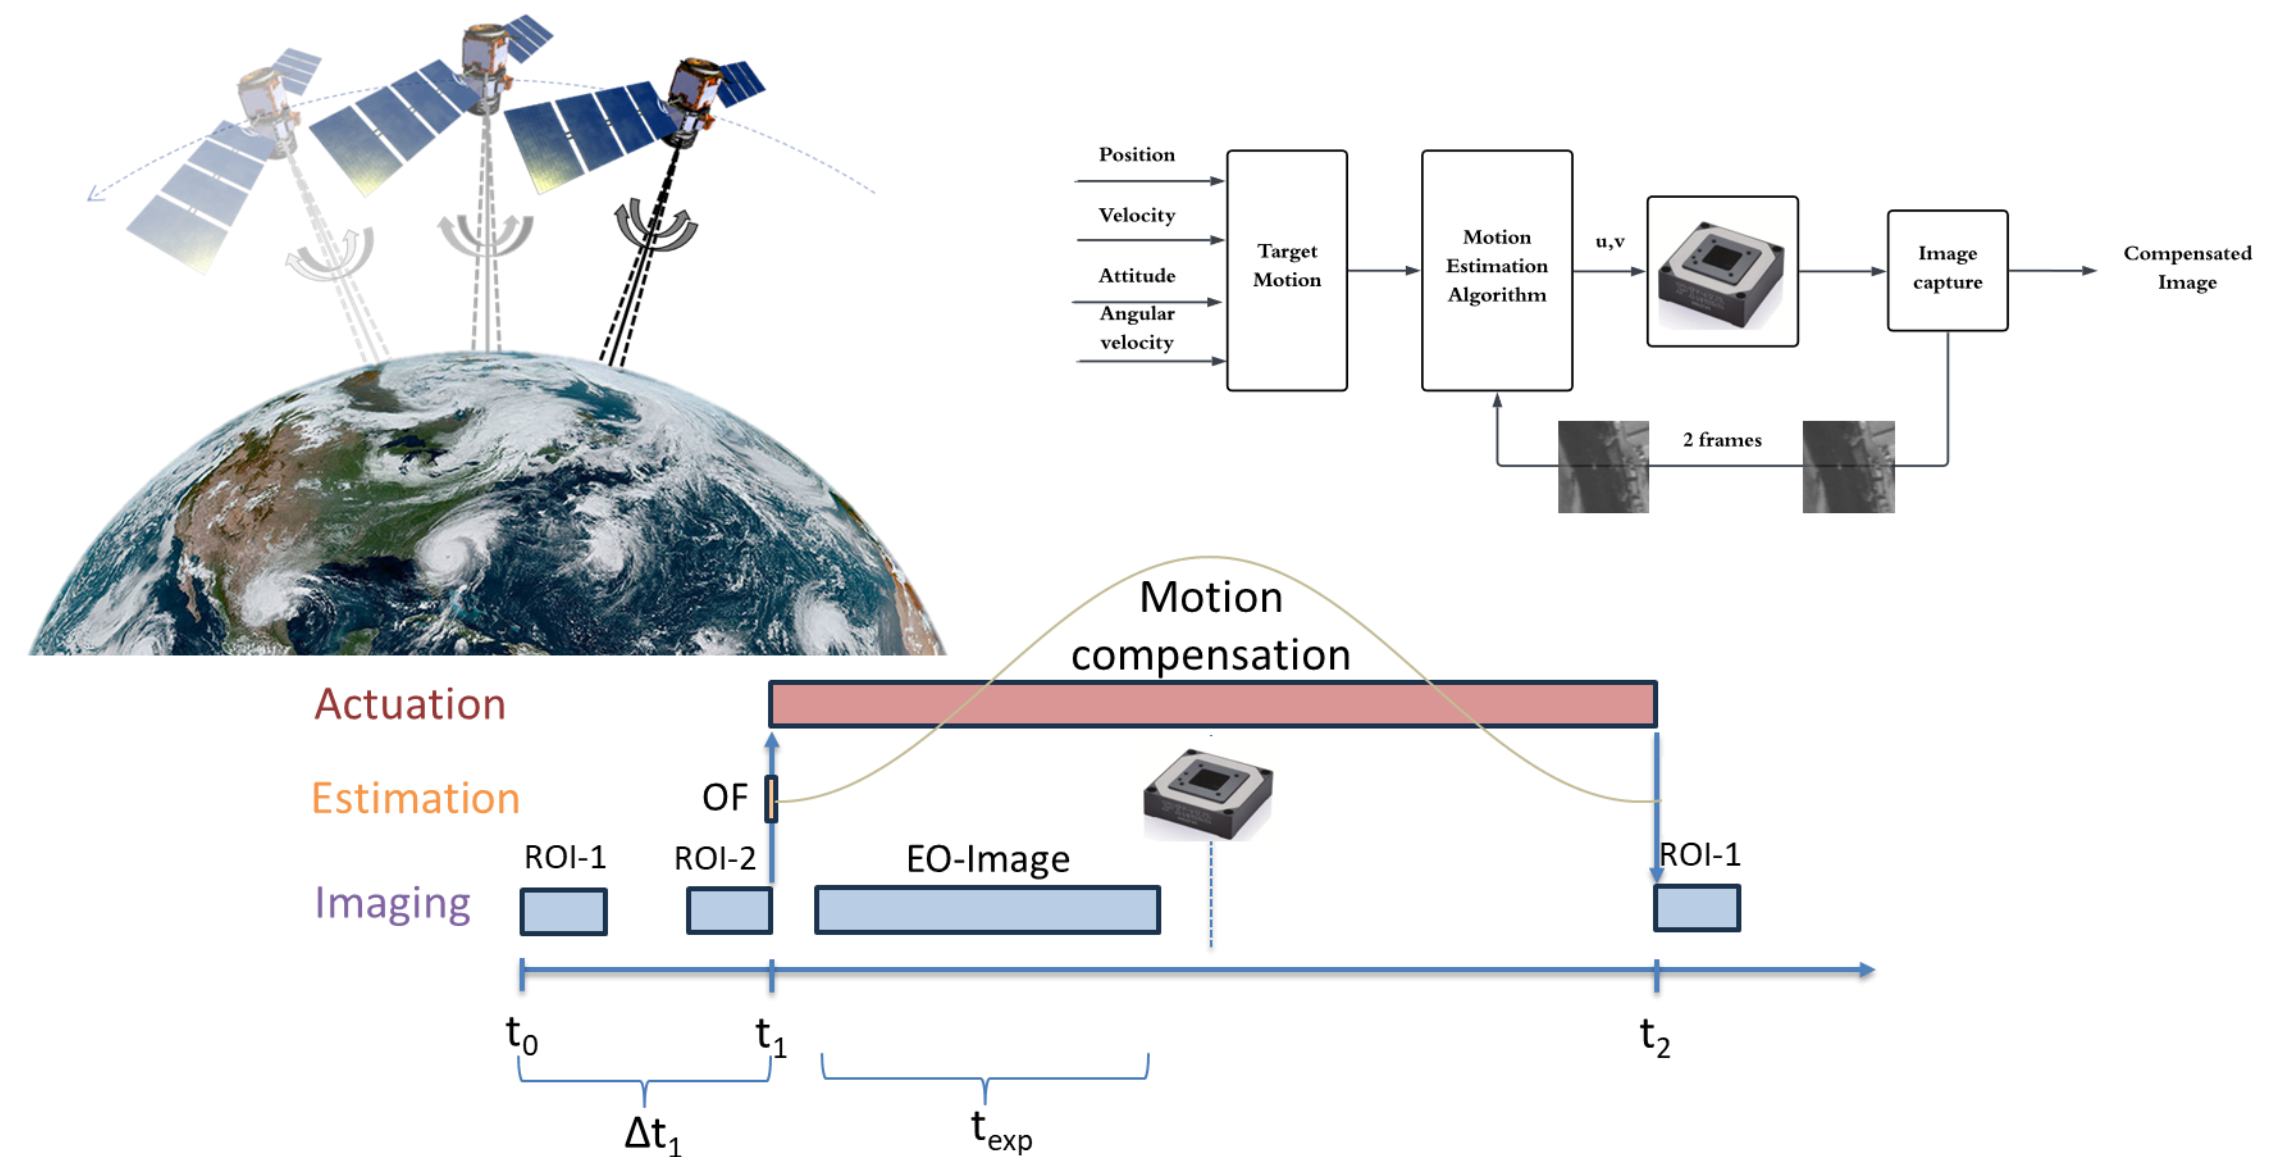 Position
Velocity
Attitude
Angular
velocity
Target
Motion
Motion
Estimation
Algorithm
u,v
Image
capture
Compensated
Image
2 frames
Motion
compensation
Actuation
Estimation
OF
ROI-1
ROI-2
EO-Image
ROI-1
Imaging
t₀
t₁
t₂
Δt₁
t_exp